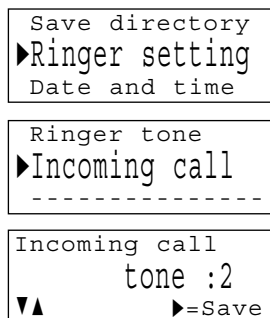 Save directory
▶Ringer setting
Date and time
Ringer tone
▶Incoming call
---------------
Incoming call
tone :2
▼▲ ▶=Save